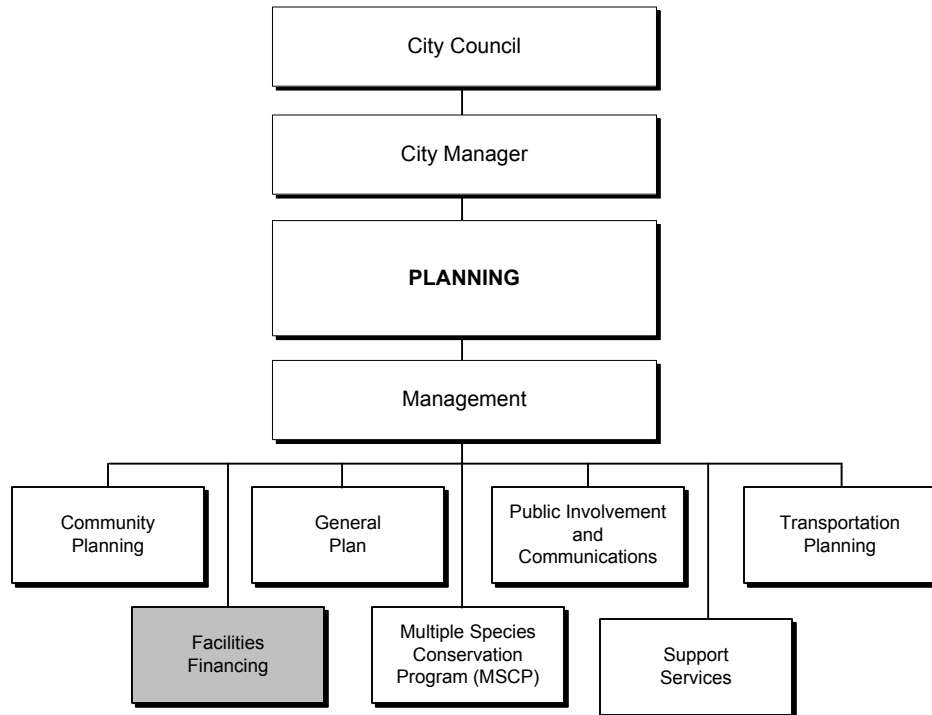 City Council
City Manager
PLANNING
Management
Community
Planning
General
Plan
Public Involvement
and
Communications
Transportation
Planning
Facilities
Financing
Multiple Species
Conservation
Program (MSCP)
Support
Services